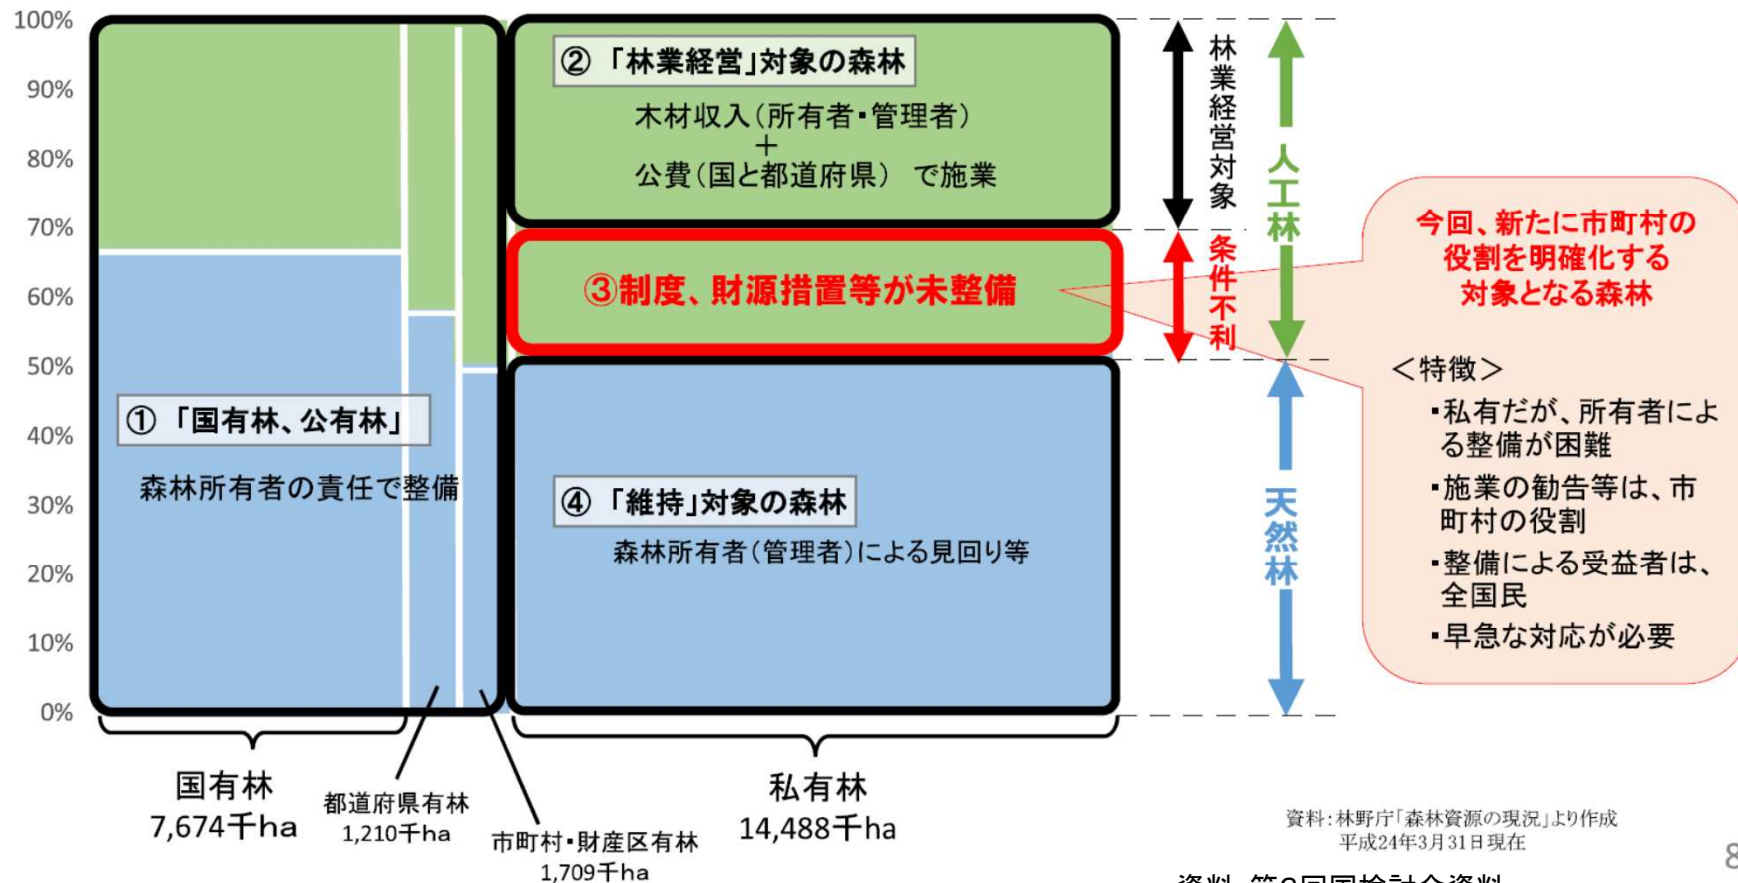 100%
90%
80%
70%
60%
50%
40%
30%
20%
10%
0%
① 「国有林、公有林」
森林所有者の責任で整備
② 「林業経営」対象の森林
木材収入(所有者・管理者)
+
公費(国と都道府県) で施業
③制度、財源措置等が未整備
④ 「維持」対象の森林
森林所有者(管理者)による見回り等
林業経営対象
条件不利
人工林
天然林
今回、新たに市町村の
役割を明確化する
対象となる森林
<特徴>
・私有だが、所有者によ
る整備が困難
・施業の勧告等は、市
町村の役割
・整備による受益者は、
全国民
・早急な対応が必要
国有林
7,674千ha
都道府県有林
1,210千ha
市町村・財産区有林
1,709千ha
私有林
14,488千ha
資料:林野庁「森林資源の現況」より作成
平成24年3月31日現在
8